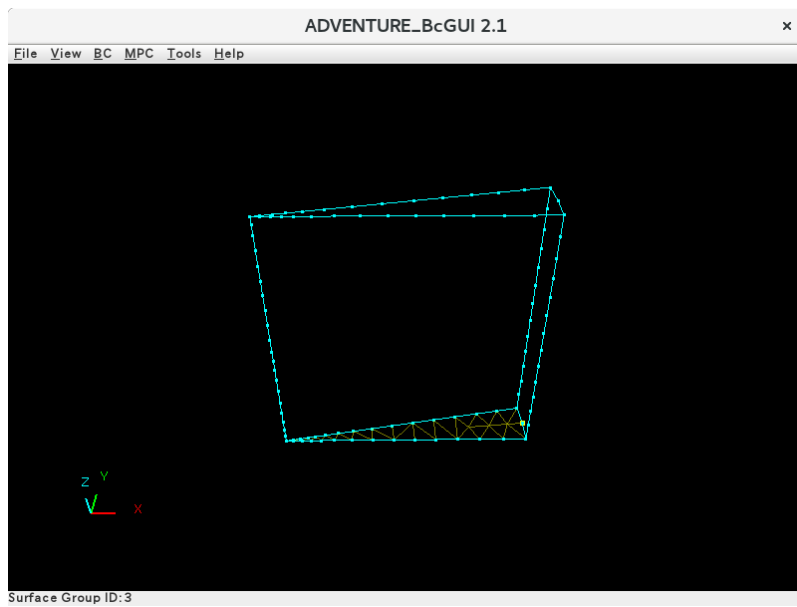 ADVENTURE_BcGUI 2.1 ×
File View BC MPC Tools Help
Z Y
X
Surface Group ID:3